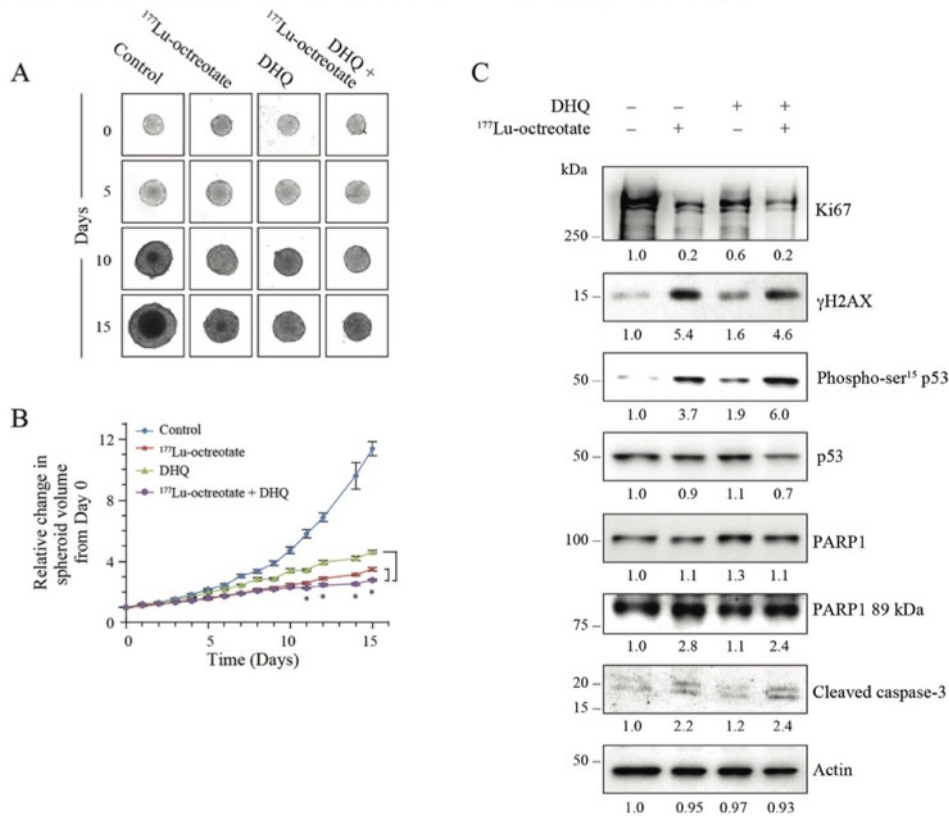 A
Control
¹⁷⁷Lu-octreotate
DHQ
¹⁷⁷Lu-octreotate
DHQ +
Days
0
5
10
15
B
Relative change in
spheroid volume
from Day 0
12
8
4
0
Control
¹⁷⁷Lu-octreotate
DHQ
¹⁷⁷Lu-octreotate + DHQ
* * * *
0 5 10 15
Time (Days)
C
DHQ – – + +
¹⁷⁷Lu-octreotate – + – +
kDa
250
Ki67
1.0 0.2 0.6 0.2
15
γH2AX
1.0 5.4 1.6 4.6
50
Phospho-ser¹⁵ p53
1.0 3.7 1.9 6.0
50
p53
1.0 0.9 1.1 0.7
100
PARP1
1.0 1.1 1.3 1.1
75
PARP1 89 kDa
1.0 2.8 1.1 2.4
20
15
Cleaved caspase-3
1.0 2.2 1.2 2.4
50
Actin
1.0 0.95 0.97 0.93